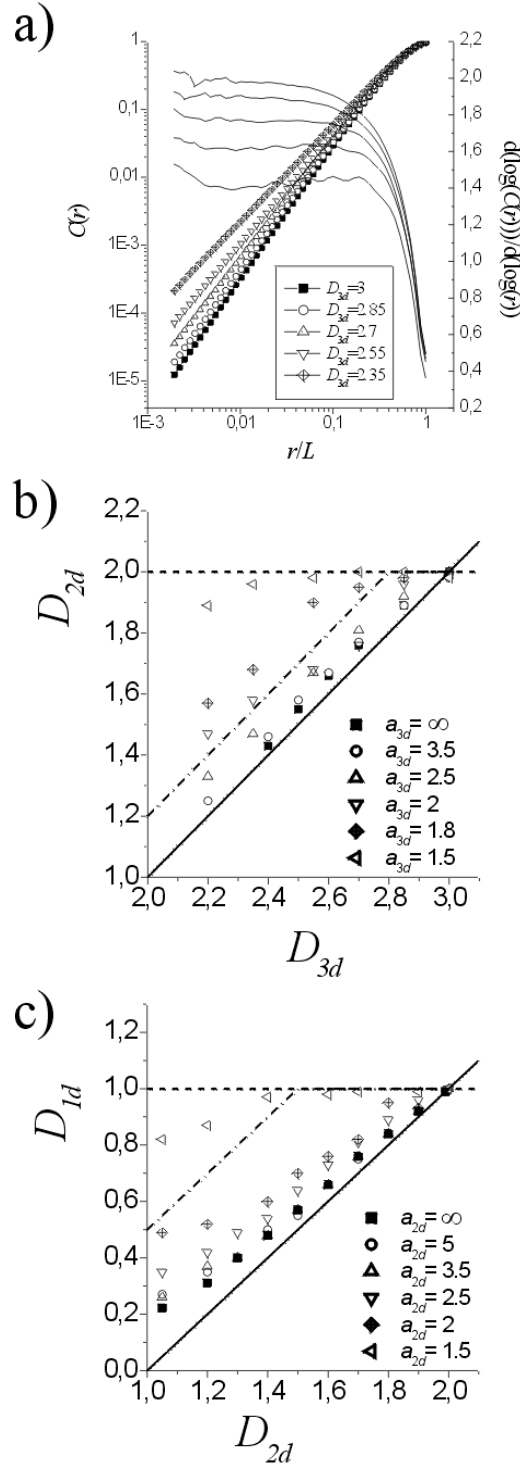 a)
1
0,1
0,01
1E-3
1E-4
1E-5
C(r)
2,2
2,0
1,8
1,6
1,4
1,2
1,0
0,8
0,6
0,4
0,2
d(log(C(r)))/d(log(r))
D3d=3
D3d=2.85
D3d=2.7
D3d=2.55
D3d=2.35
1E-3 0,01 0,1 1
r/L
b)
2,2
2,0
1,8
1,6
1,4
1,2
1,0
D2d
a3d= ∞
a3d= 3.5
a3d= 2.5
a3d= 2
a3d= 1.8
a3d= 1.5
2,0 2,2 2,4 2,6 2,8 3,0
D3d
c)
1,2
1,0
0,8
0,6
0,4
0,2
0,0
D1d
a2d= ∞
a2d= 5
a2d= 3.5
a2d= 2.5
a2d= 2
a2d= 1.5
1,0 1,2 1,4 1,6 1,8 2,0
D2d